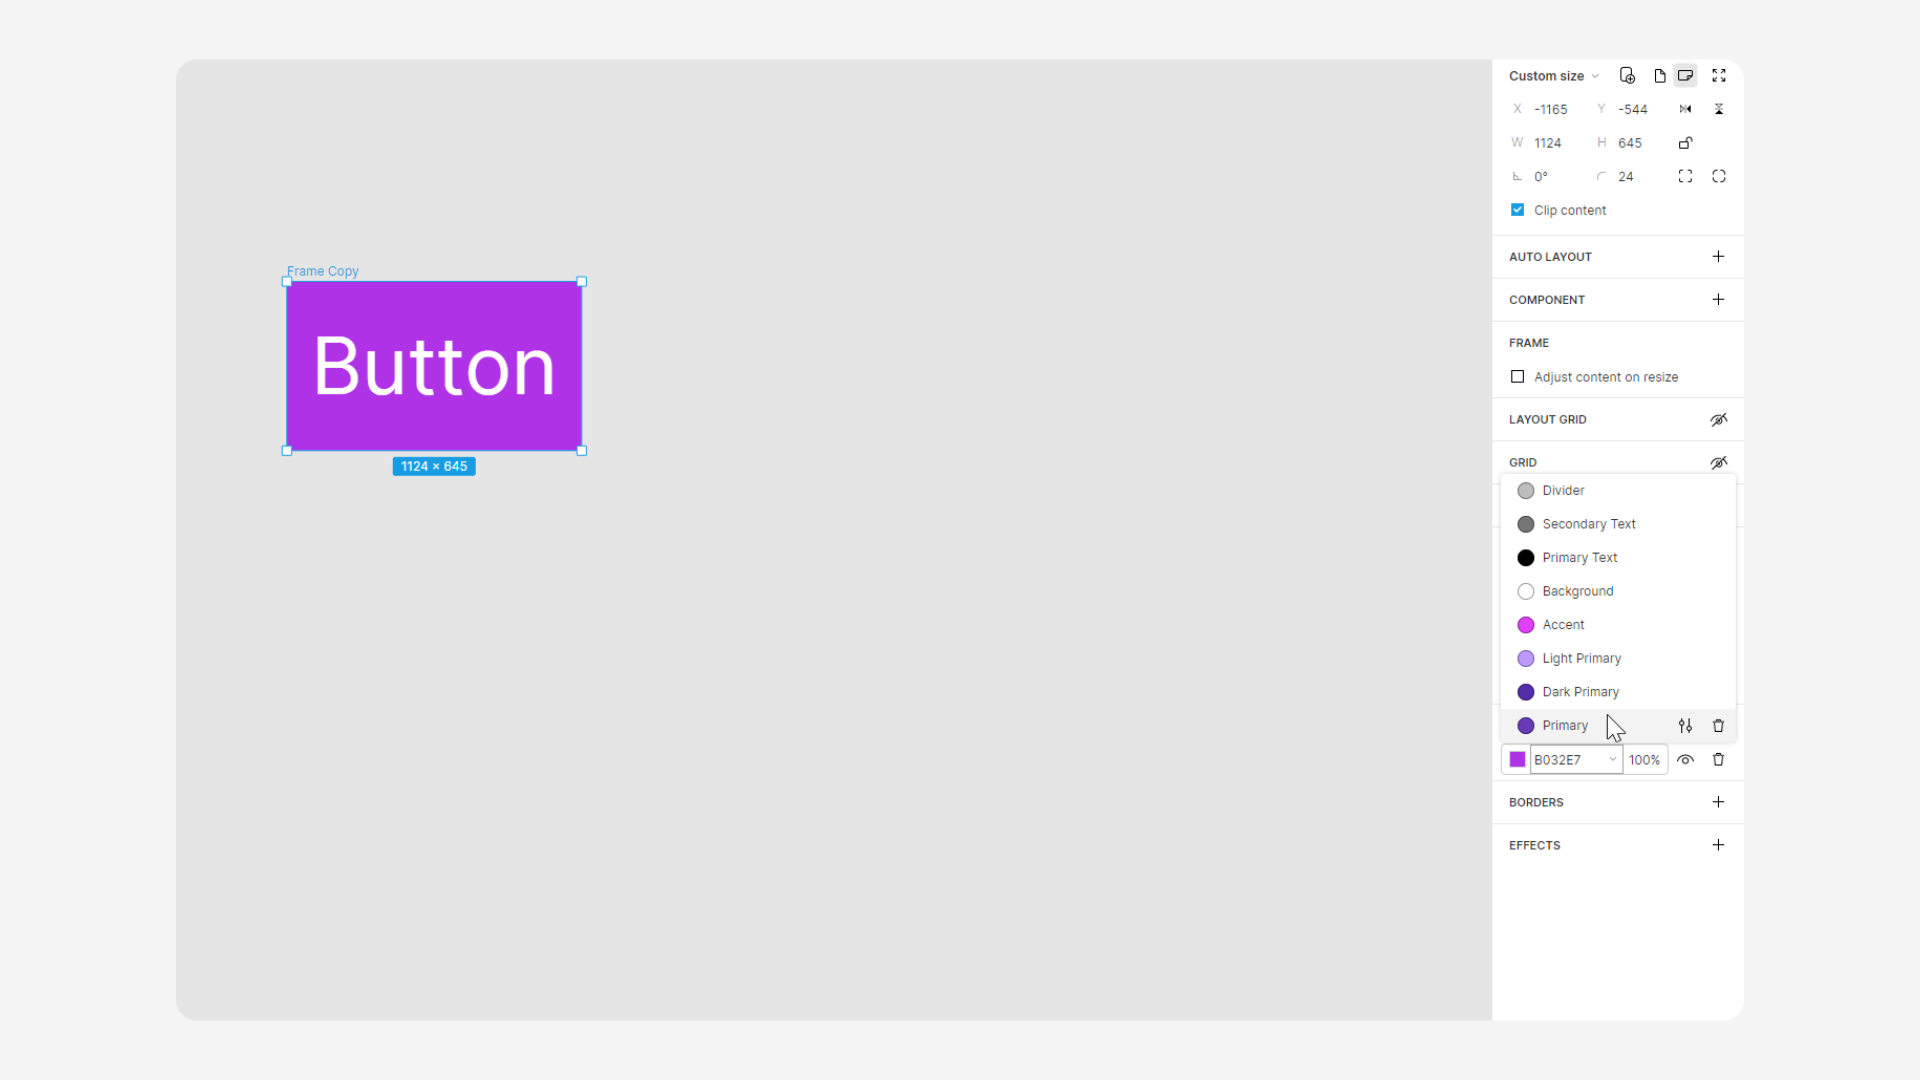 Custom size
X -1165 Y -544
W 1124 H 645
0° 24
Clip content
AUTO LAYOUT
COMPONENT
FRAME
Adjust content on resize
LAYOUT GRID
GRID
Frame Copy
Button
1124 × 645
Divider
Secondary Text
Primary Text
Background
Accent
Light Primary
Dark Primary
Primary
B032E7 100%
BORDERS
EFFECTS